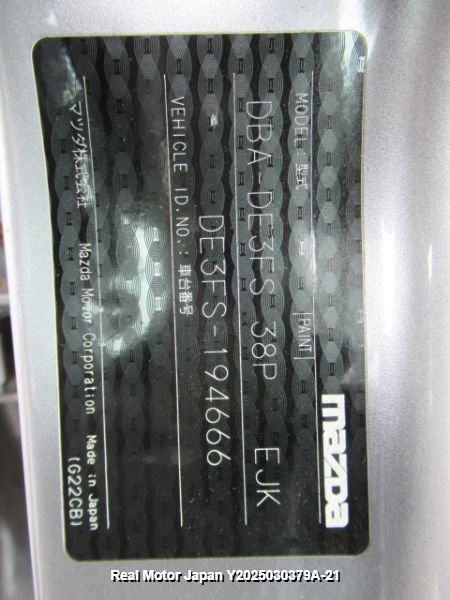 mazda
MODEL:型式 [PAINT]
DBA-DE3FS 38P EJK
VEHICLE ID.NO.:車台番号
DE3FS-194666
マツダ株式会社 Mazda Motor Corporation Made in Japan
(G22CB)
Real Motor Japan Y2025030379A-21